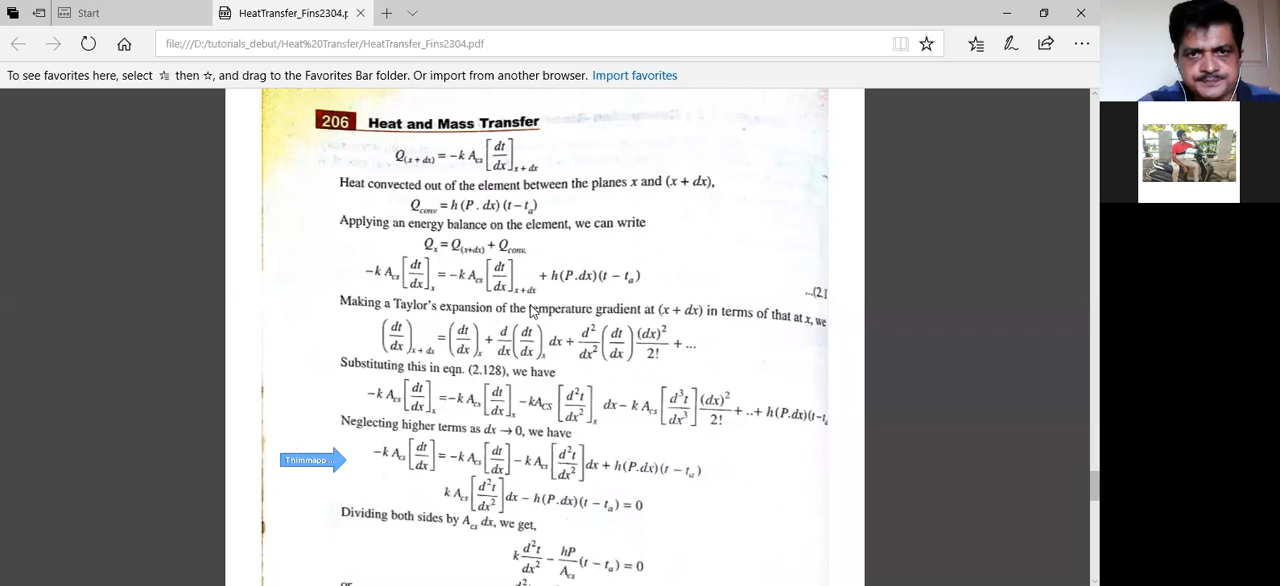 Start
HeatTransfer_Fins2304.p
file:///D:/tutorials_debut/Heat%20Transfer/HeatTransfer_Fins2304.pdf
To see favorites here, select ☆ then ☆, and drag to the Favorites Bar folder. Or import from another browser. Import favorites
206 Heat and Mass Transfer
Q(x + dx) = −k Acs [dt/dx]x + dx
Heat convected out of the element between the planes x and (x + dx),
Qconv = h (P . dx) (t − ta)
Applying an energy balance on the element, we can write
Qx = Q(x+dx) + Qconv.
−k Acs [dt/dx]x = −k Acs [dt/dx]x + dx + h(P.dx)(t − ta)
...(2.1
Making a Taylor's expansion of the temperature gradient at (x + dx) in terms of that at x, we
(dt/dx)x + dx = (dt/dx)x + d/dx (dt/dx)x dx + d²/dx² (dt/dx) (dx)²/2! + ...
Substituting this in eqn. (2.128), we have
−k Acs [dt/dx]x = −k Acs [dt/dx]x − kACS [d²t/dx²]x dx − k Acs [d³t/dx³] (dx)²/2! + .. + h(P.dx)(t−t
Neglecting higher terms as dx → 0, we have
−k Acs [dt/dx] = −k Acs [dt/dx] − k Acs [d²t/dx²] dx + h(P.dx)(t − ta)
Thimmapp ...
k Acs [d²t/dx²] dx − h(P.dx)(t − ta) = 0
Dividing both sides by Acs dx, we get,
k d²t/dx² − hP/Acs (t − ta) = 0
or